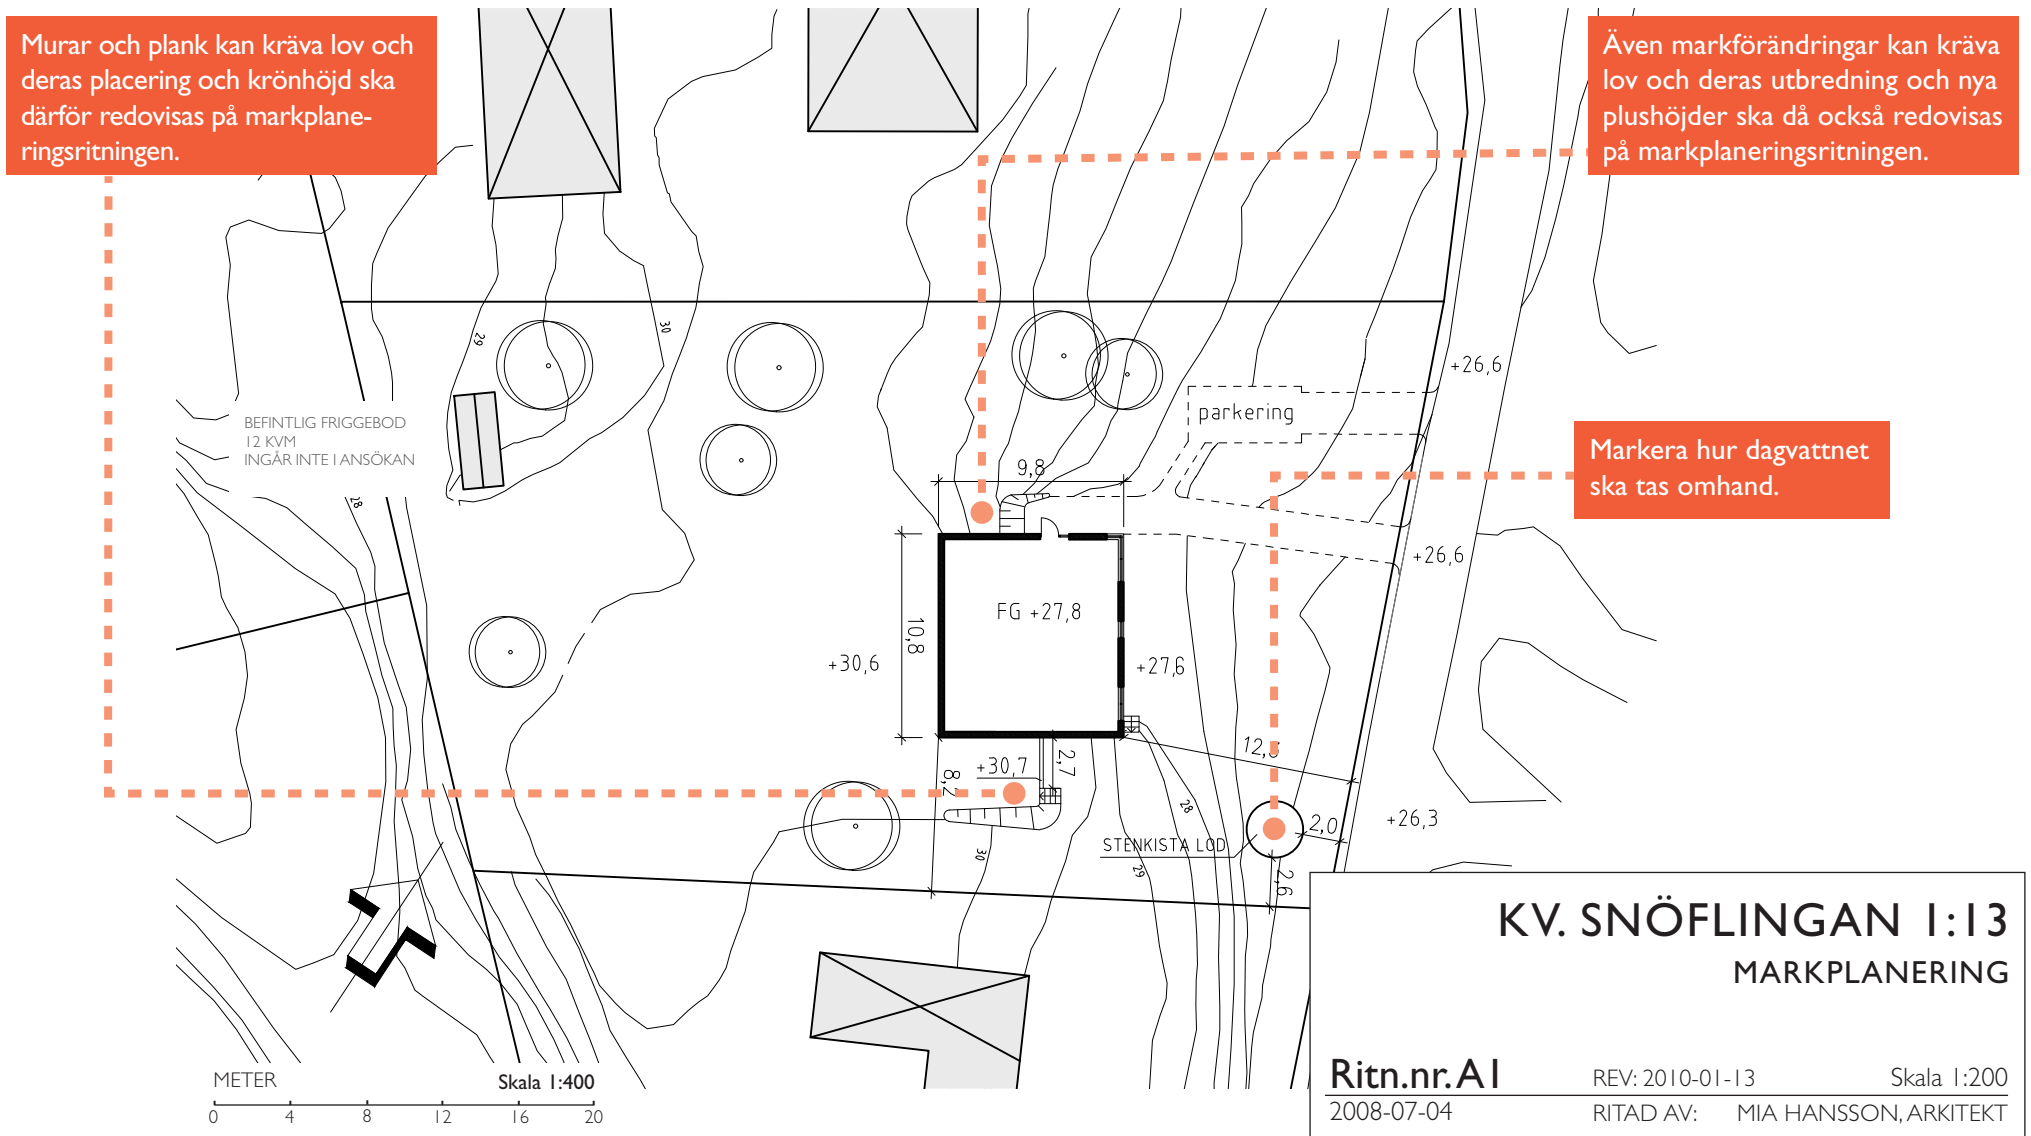 Murar och plank kan kräva lov och
deras placering och krönhöjd ska
därför redovisas på markplane-
ringsritningen.
Även markförändringar kan kräva
lov och deras utbredning och nya
plushöjder ska då också redovisas
på markplaneringsritningen.
29
30
+26,6
parkering
BEFINTLIG FRIGGEBOD
12 KVM
INGÅR INTE I ANSÖKAN
Markera hur dagvattnet
ska tas omhand.
9,8
28
+26,6
FG +27,8
10,8
+30,6
+27,6
12,5
+30,7
2,7
8,2
28
2,0
+26,3
STENKISTA LOD
30
29
2,6
KV. SNÖFLINGAN 1:13
MARKPLANERING
Ritn.nr. A1
REV: 2010-01-13
Skala 1:200
2008-07-04
RITAD AV:
MIA HANSSON, ARKITEKT
METER
Skala 1:400
0 4 8 12 16 20